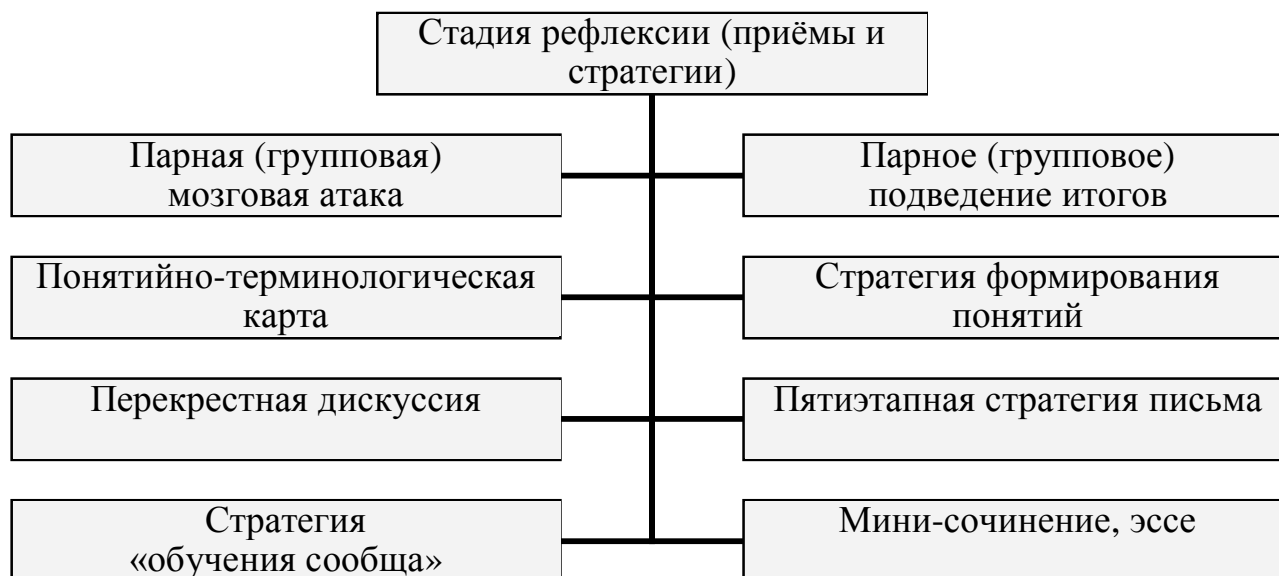 Стадия рефлексии (приёмы и
стратегии)
Парная (групповая)
мозговая атака
Парное (групповое)
подведение итогов
Понятийно-терминологическая
карта
Стратегия формирования
понятий
Перекрестная дискуссия
Пятиэтапная стратегия письма
Стратегия
«обучения сообща»
Мини-сочинение, эссе